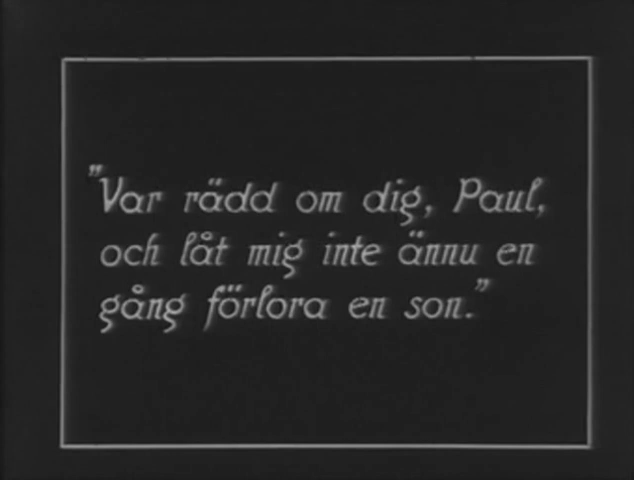 "Var rädd om dig, Paul,
och låt mig inte ännu en
gång förlora en son."